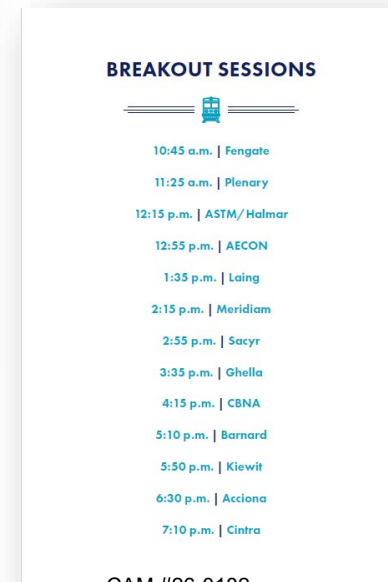 BREAKOUT SESSIONS
10:45 a.m. | Fengate
11:25 a.m. | Plenary
12:15 p.m. | ASTM/Halmar
12:55 p.m. | AECON
1:35 p.m. | Laing
2:15 p.m. | Meridiam
2:55 p.m. | Sacyr
3:35 p.m. | Ghella
4:15 p.m. | CBNA
5:10 p.m. | Barnard
5:50 p.m. | Kiewit
6:30 p.m. | Acciona
7:10 p.m. | Cintra